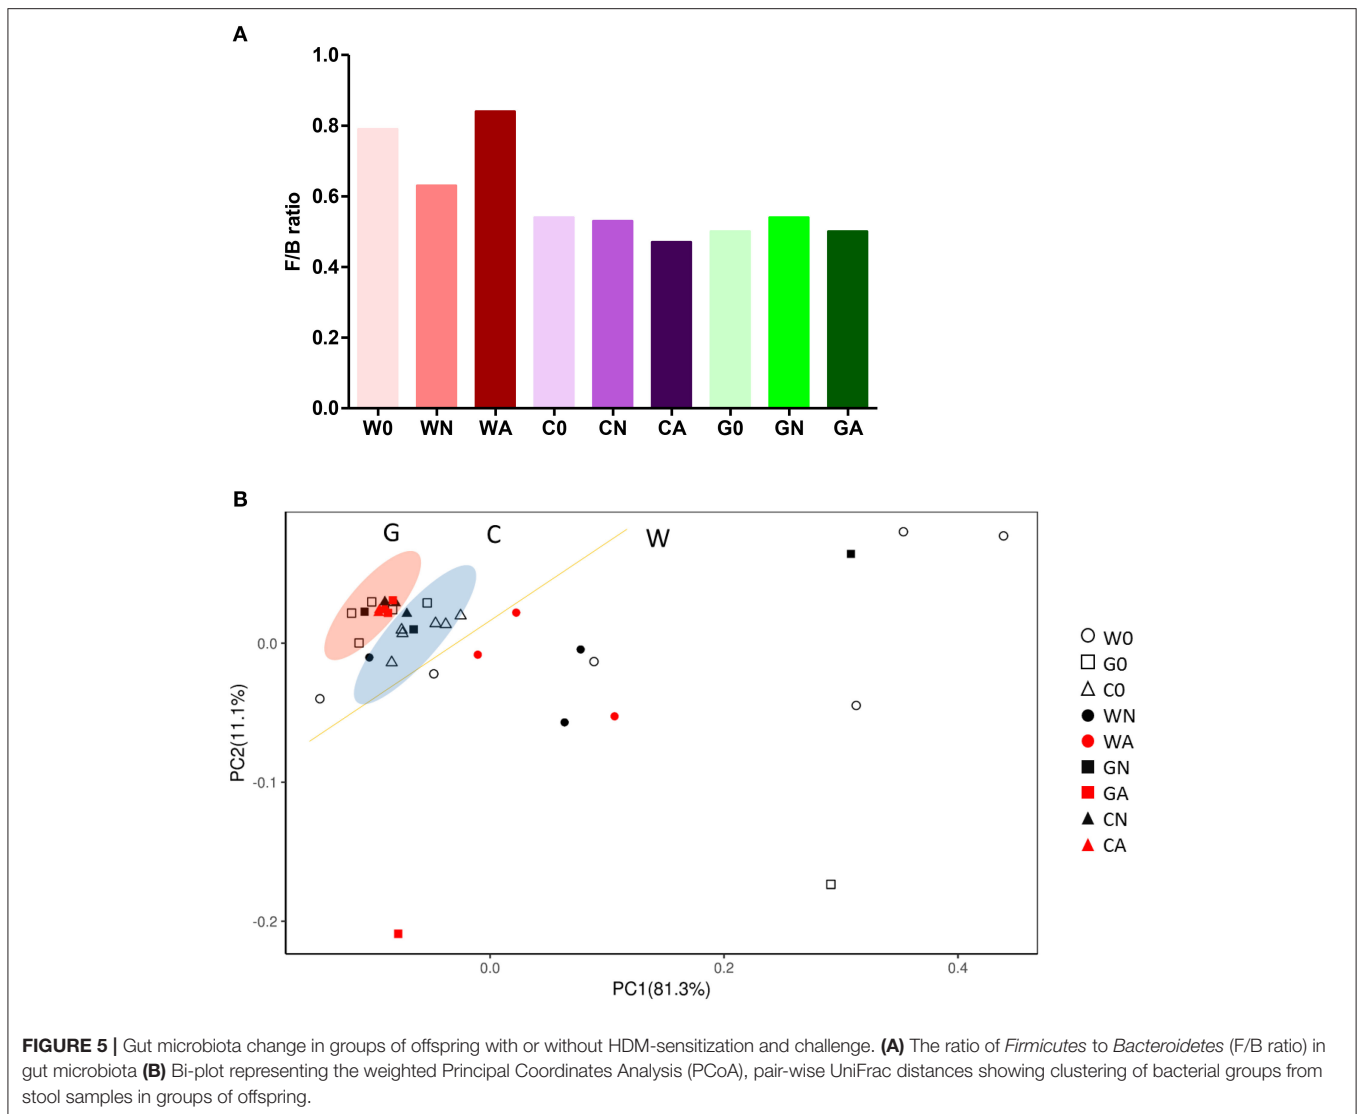 A
1.0
0.8
0.6
0.4
0.2
0.0
F/B ratio
W0 WN WA C0 CN CA G0 GN GA
B
G C W
0.0
-0.1
-0.2
PC2(11.1%)
0.0 0.2 0.4
PC1(81.3%)
W0
G0
C0
WN
WA
GN
GA
CN
CA
FIGURE 5 | Gut microbiota change in groups of offspring with or without HDM-sensitization and challenge. (A) The ratio of Firmicutes to Bacteroidetes (F/B ratio) in
gut microbiota (B) Bi-plot representing the weighted Principal Coordinates Analysis (PCoA), pair-wise UniFrac distances showing clustering of bacterial groups from
stool samples in groups of offspring.